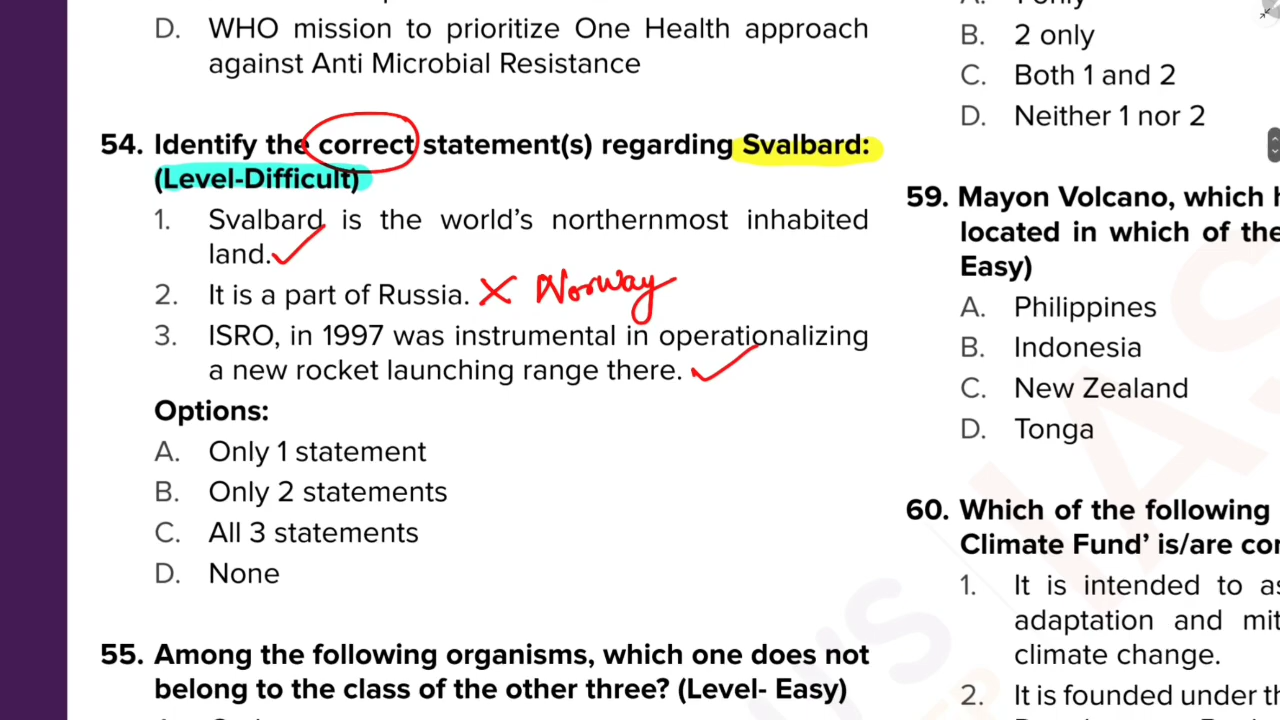 D. WHO mission to prioritize One Health approach
against Anti Microbial Resistance
54. Identify the correct statement(s) regarding Svalbard:
(Level-Difficult)
1. Svalbard is the world's northernmost inhabited
land.
2. It is a part of Russia. Norway
3. ISRO, in 1997 was instrumental in operationalizing
a new rocket launching range there.
Options:
A. Only 1 statement
B. Only 2 statements
C. All 3 statements
D. None
55. Among the following organisms, which one does not
belong to the class of the other three? (Level- Easy)
B. 2 only
C. Both 1 and 2
D. Neither 1 nor 2
59. Mayon Volcano, which
located in which of the
Easy)
A. Philippines
B. Indonesia
C. New Zealand
D. Tonga
60. Which of the following
Climate Fund' is/are
1. It is intended to
adaptation and
climate change.
2. It is founded under
IAS